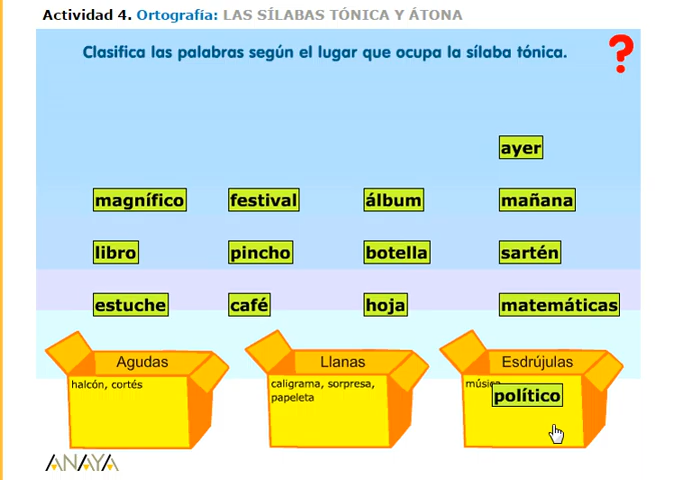 Actividad 4. Ortografía: LAS SÍLABAS TÓNICA Y ÁTONA
Clasifica las palabras según el lugar que ocupa la sílaba tónica.
?
ayer
magnífico festival álbum mañana
libro pincho botella sartén
estuche café hoja matemáticas
Agudas Llanas Esdrújulas
halcón, cortés
caligrama, sorpresa,
papeleta
político
ANAYA